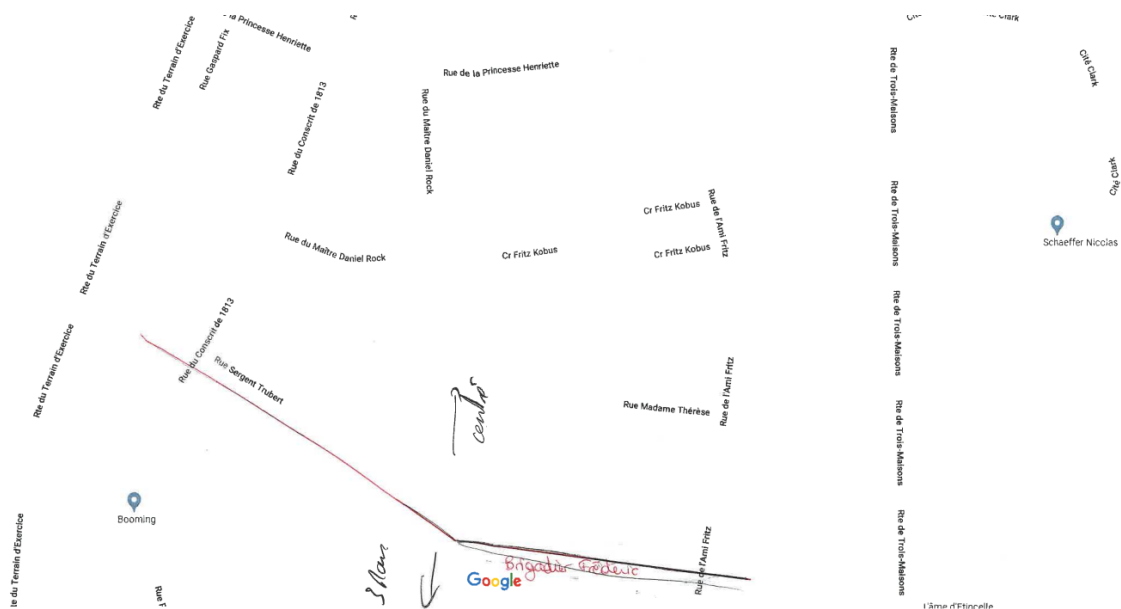 la Princesse Henriette
Clark
Rte du Terrain d'Exercice
Rue Gaspard Fix
Rue de la Princesse Henriette
Rte de Trois-Maisons
Cité Clark
Rue du Conscrit de 1813
Rue du Maître Daniel Rock
Cité Clark
Rte du Terrain d'Exercice
Cr Fritz Kobus
Rue de l'Ami Fritz
Rte de Trois-Maisons
Schaeffer Nicolas
Rue du Maître Daniel Rock
Cr Fritz Kobus
Cr Fritz Kobus
Rte du Terrain d'Exercice
Rue du Conscrit de 1813
Rte de Trois-Maisons
Rue Sergent Trubert
Rue de l'Ami Fritz
Rue Madame Thérèse
Rte de Trois-Maisons
Booming
te du Terrain d'Exercice
Rue de l'Ami Fritz
Rte de Trois-Maisons
Brigadier Fréderic
Google
Rue F
L'âme d'Etincelle